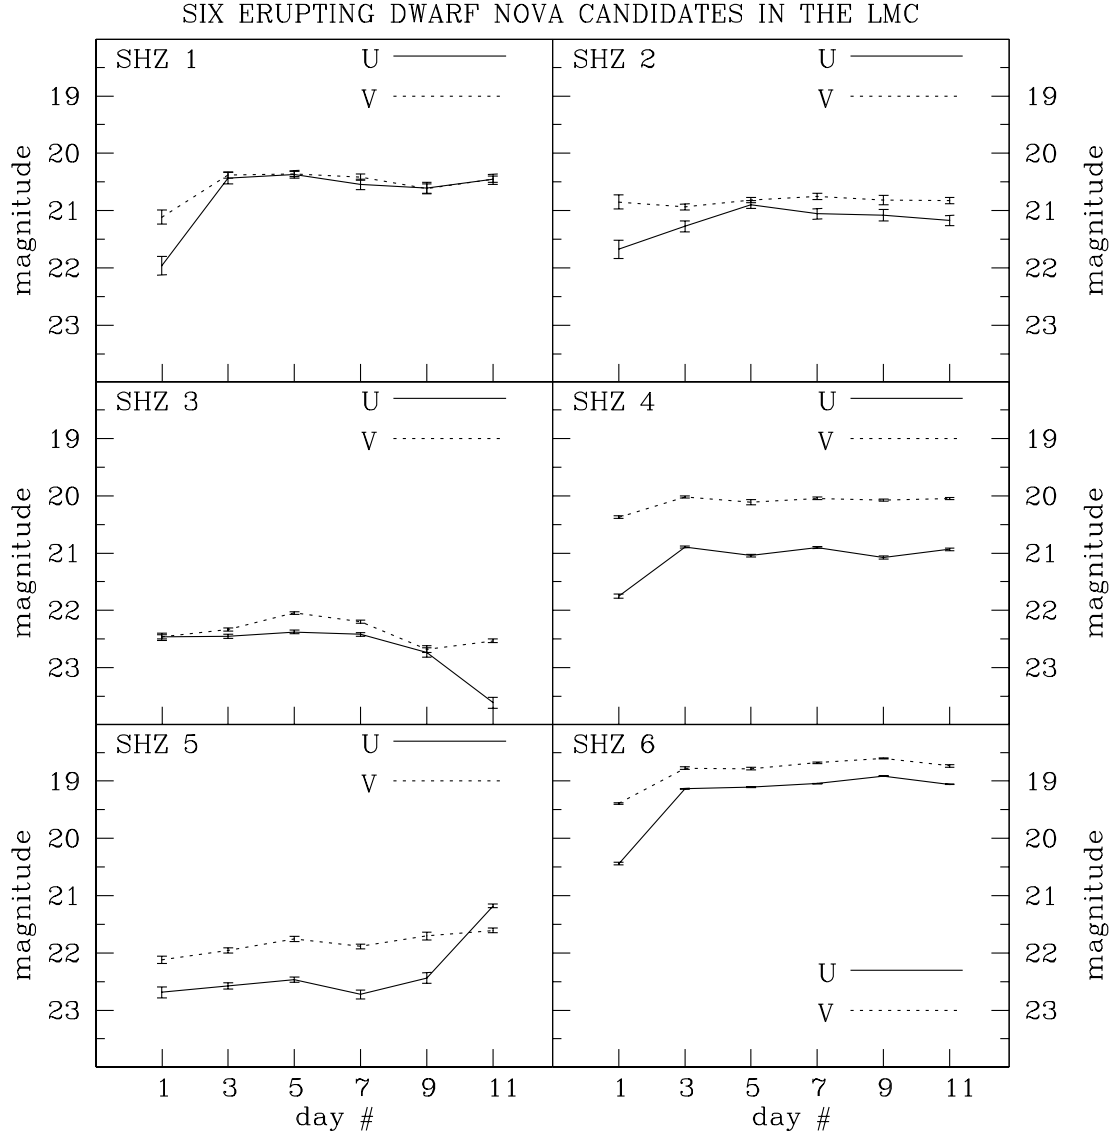 SIX ERUPTING DWARF NOVA CANDIDATES IN THE LMC
SHZ 1 U
V
19
20
21
22
23
magnitude
SHZ 2 U
V
19
20
21
22
23
magnitude
SHZ 3 U
V
19
20
21
22
23
magnitude
SHZ 4 U
V
19
20
21
22
23
magnitude
SHZ 5 U
V
19
20
21
22
23
magnitude
1 3 5 7 9 11
day #
SHZ 6
19
20
21
22
23
magnitude
U
V
1 3 5 7 9 11
day #